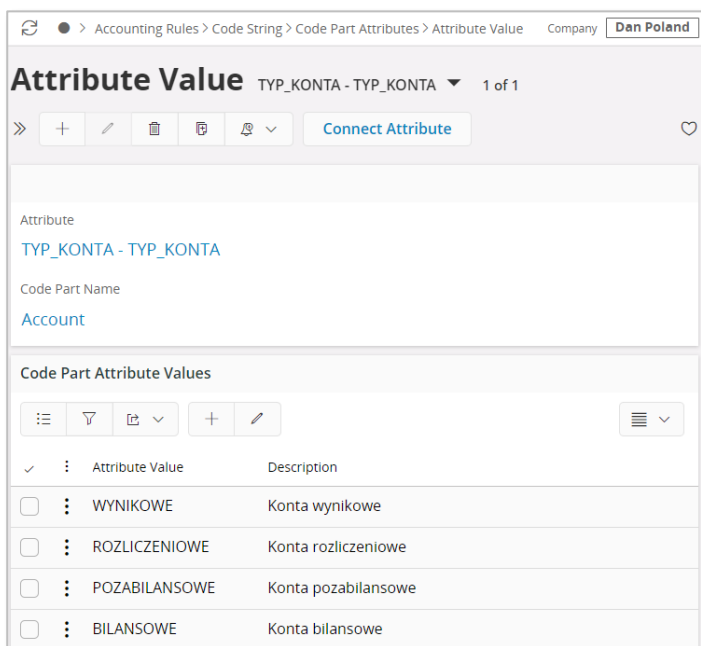 > Accounting Rules > Code String > Code Part Attributes > Attribute Value Company Dan Poland
Attribute Value TYP_KONTA - TYP_KONTA 1 of 1
Connect Attribute
Attribute
TYP_KONTA - TYP_KONTA
Code Part Name
Account
Code Part Attribute Values
Attribute Value Description
WYNIKOWE Konta wynikowe
ROZLICZENIOWE Konta rozliczeniowe
POZABILANSOWE Konta pozabilansowe
BILANSOWE Konta bilansowe